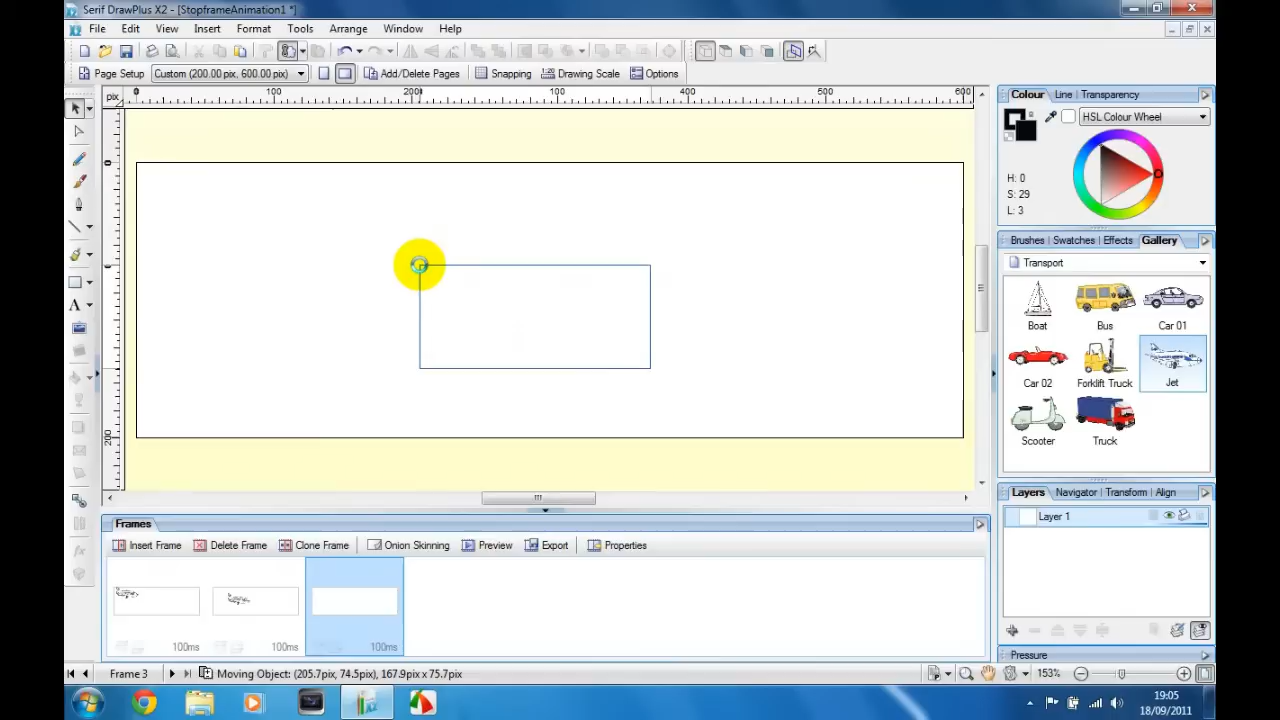 Serif DrawPlus X2 - [StopframeAnimation1 *]
File Edit View Insert Format Tools Arrange Window Help
Page Setup Custom (200.00 pix, 600.00 pix) Add/Delete Pages Snapping Drawing Scale Options
pix 0 100 200 100 400 500 600
0
0
200
Colour Line Transparency
HSL Colour Wheel
H: 0
S: 29
L: 3
Brushes Swatches Effects Gallery
Transport
Boat Bus Car 01
Car 02 Forklift Truck Jet
Scooter Truck
Layers Navigator Transform Align
Layer 1
Pressure
Frames
Insert Frame Delete Frame Clone Frame Onion Skinning Preview Export Properties
100ms 100ms 100ms
Frame 3 Moving Object: (205.7pix, 74.5pix), 167.9pix x 75.7pix 153%
19:05
18/09/2011